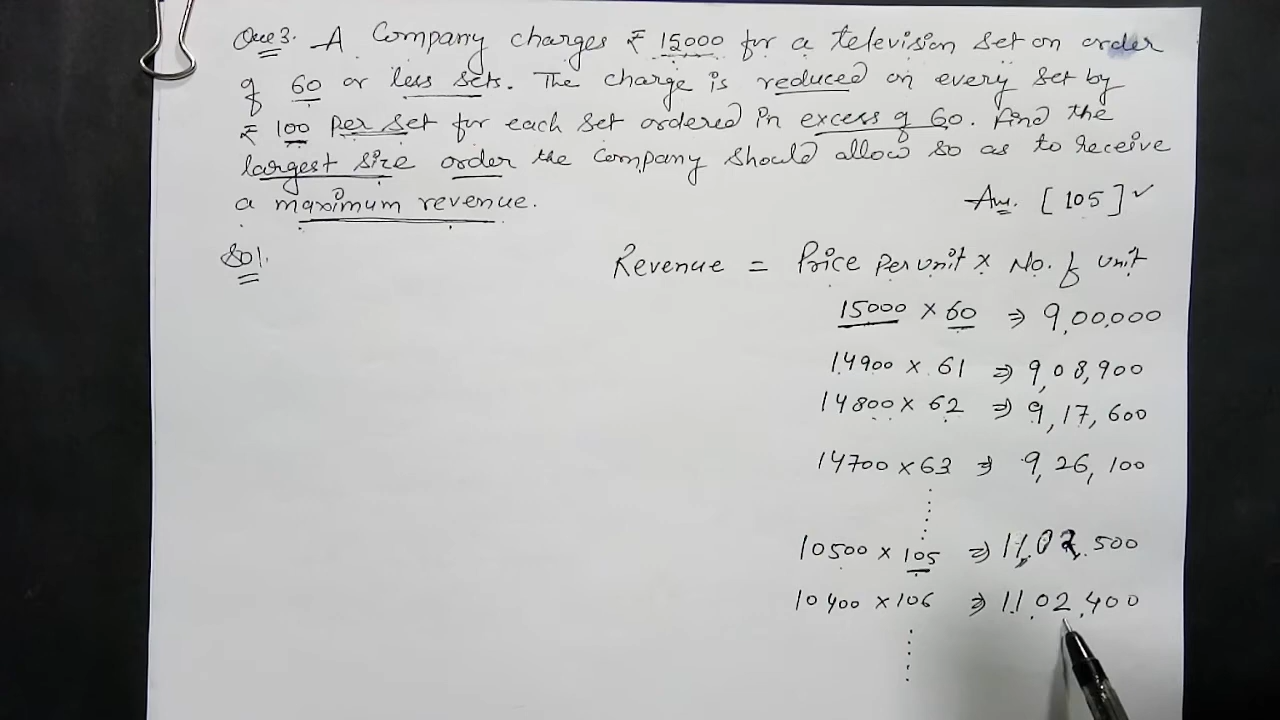 Que 3. A Company charges ₹ 15000 for a television set on order
of 60 or less sets. The charge is reduced on every set by
₹ 100 per set for each set ordered in excess of 60. Find the
largest size order the company should allow so as to receive
a maximum revenue.
Ans. [105] ✓
Sol.
Revenue = Price per unit × No. of unit
15000 × 60 ⇒ 9,00,000
14900 × 61 ⇒ 9,08,900
14800 × 62 ⇒ 9,17,600
14700 × 63 ⇒ 9,26,100
10500 × 105 ⇒ 11,02,500
10400 × 106 ⇒ 11,02,400